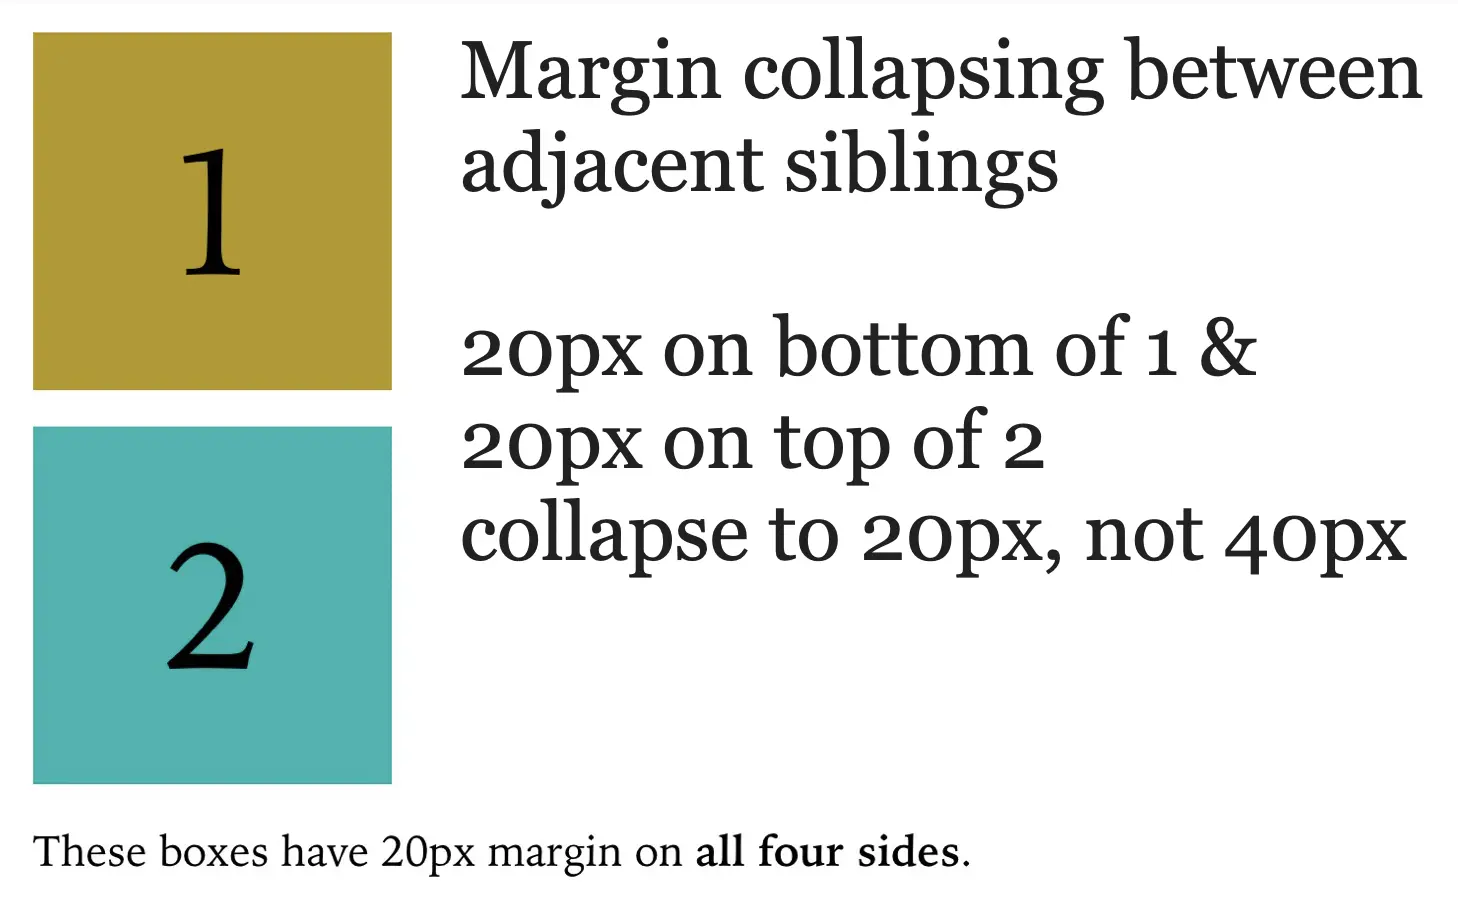 1
Margin collapsing between
adjacent siblings
20px on bottom of 1 &
20px on top of 2
collapse to 20px, not 40px
2
These boxes have 20px margin on all four sides.